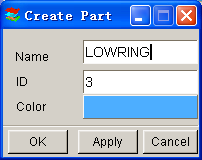 Create Part
Name LOWRING
ID 3
Color
OK Apply Cancel